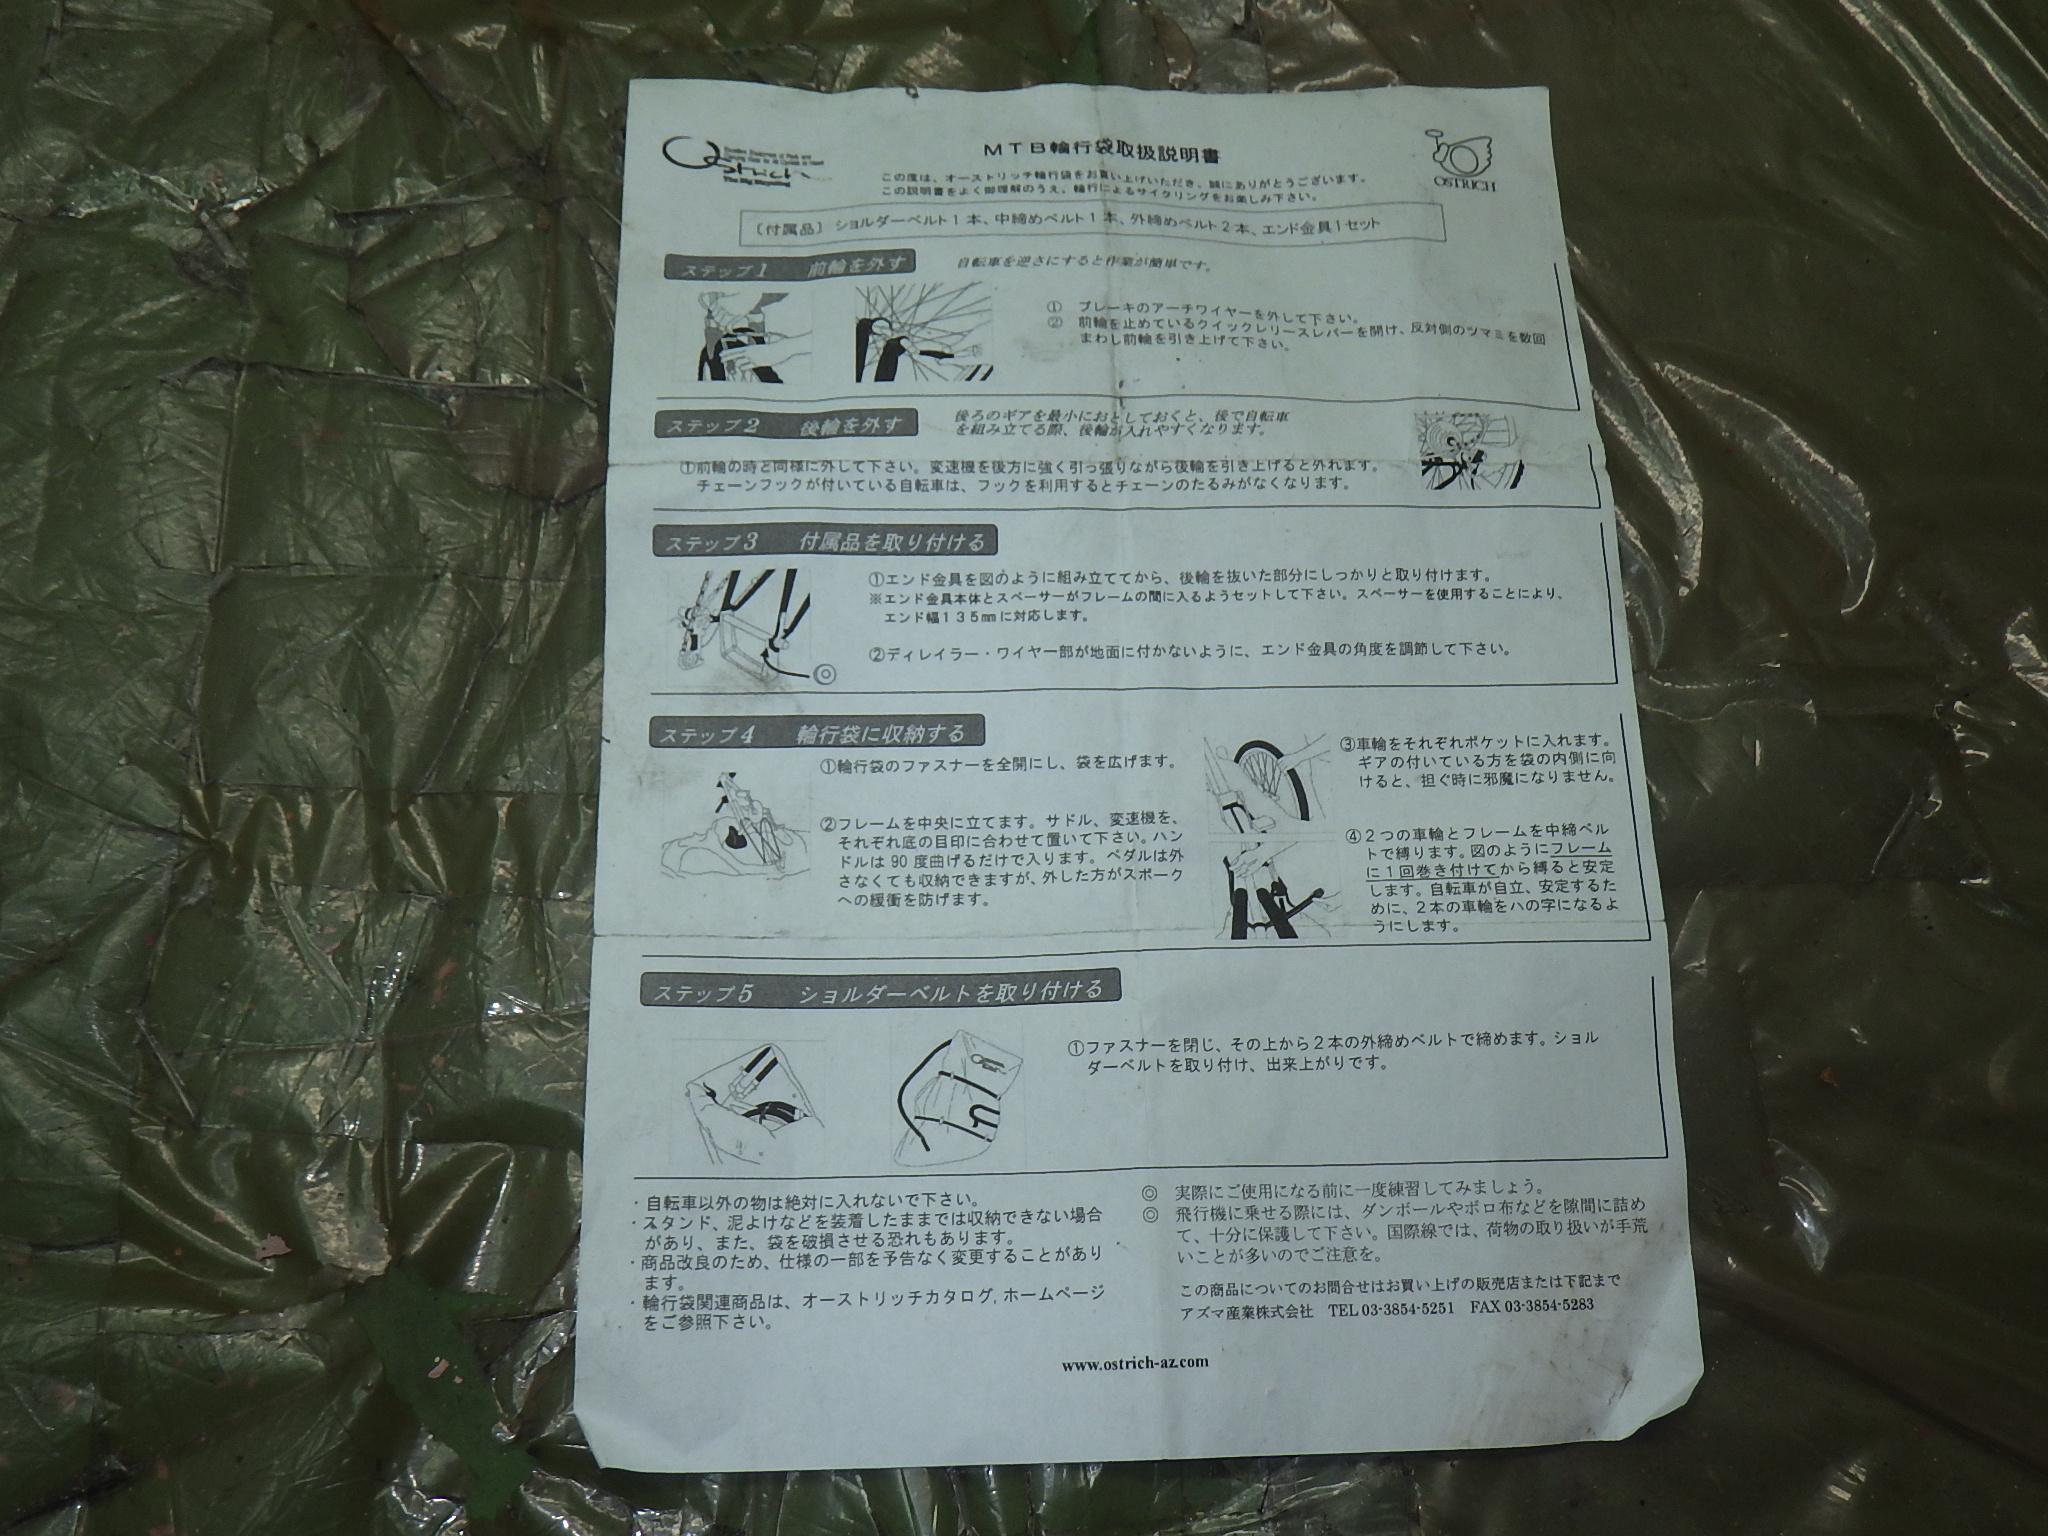 Ostrich
The Big Bicycling
MTB輪行袋取扱説明書
OSTRICH
この度は、オーストリッチ輪行袋をお買い上げいただき、誠にありがとうございます。
この説明書をよく御理解のうえ、輪行によるサイクリングをお楽しみ下さい。
〔付属品〕ショルダーベルト1本、中締めベルト1本、外締めベルト2本、エンド金具1セット
ステップ1 前輪を外す 自転車を逆さにすると作業が簡単です。
① ブレーキのアーチワイヤーを外して下さい。
② 前輪を止めているクイックレリースレバーを開け、反対側のツマミを数回
まわし前輪を引き上げて下さい。
ステップ2 後輪を外す
後ろのギアを最小におとしておくと、後で自転車
を組み立てる際、後輪が入れやすくなります。
①前輪の時と同様に外して下さい。変速機を後方に強く引っ張りながら後輪を引き上げると外れます。
チェーンフックが付いている自転車は、フックを利用するとチェーンのたるみがなくなります。
ステップ3 付属品を取り付ける
①エンド金具を図のように組み立ててから、後輪を抜いた部分にしっかりと取り付けます。
※エンド金具本体とスペーサーがフレームの間に入るようセットして下さい。スペーサーを使用することにより、
エンド幅135㎜に対応します。
②ディレイラー・ワイヤー部が地面に付かないように、エンド金具の角度を調節して下さい。
◎
ステップ4 輪行袋に収納する
①輪行袋のファスナーを全開にし、袋を広げます。
②フレームを中央に立てます。サドル、変速機を、
それぞれ底の目印に合わせて置いて下さい。ハン
ドルは90度曲げるだけで入ります。ペダルは外
さなくても収納できますが、外した方がスポーク
への緩衝を防げます。
③車輪をそれぞれポケットに入れます。
ギアの付いている方を袋の内側に向
けると、担ぐ時に邪魔になりません。
④2つの車輪とフレームを中締ベル
トで縛ります。図のようにフレーム
に1回巻き付けてから縛ると安定
します。自転車が自立、安定するた
めに、2本の車輪をハの字になるよ
うにします。
ステップ5 ショルダーベルトを取り付ける
①ファスナーを閉じ、その上から2本の外締めベルトで締めます。ショル
ダーベルトを取り付け、出来上がりです。
・自転車以外の物は絶対に入れないで下さい。
・スタンド、泥よけなどを装着したままでは収納できない場合
があり、また、袋を破損させる恐れもあります。
・商品改良のため、仕様の一部を予告なく変更することがあり
ます。
・輪行袋関連商品は、オーストリッチカタログ,ホームページ
をご参照下さい。
◎ 実際にご使用になる前に一度練習してみましょう。
◎ 飛行機に乗せる際には、ダンボールやボロ布などを隙間に詰め
て、十分に保護して下さい。国際線では、荷物の取り扱いが手荒
いことが多いのでご注意を。
この商品についてのお問合せはお買い上げの販売店または下記まで
アズマ産業株式会社 TEL 03-3854-5251 FAX 03-3854-5283
www.ostrich-az.com